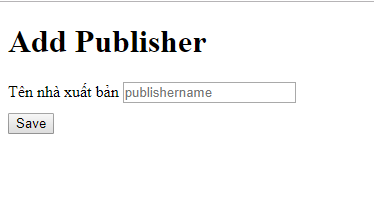 Add Publisher
Tên nhà xuất bản publishername
Save